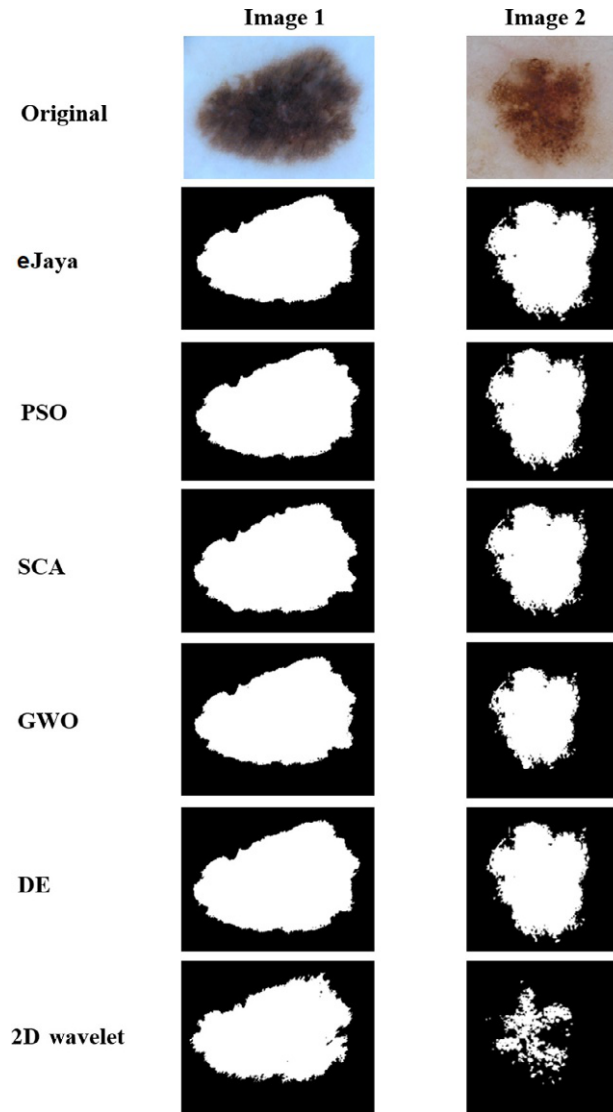 Image 1 Image 2
Original
eJaya
PSO
SCA
GWO
DE
2D wavelet